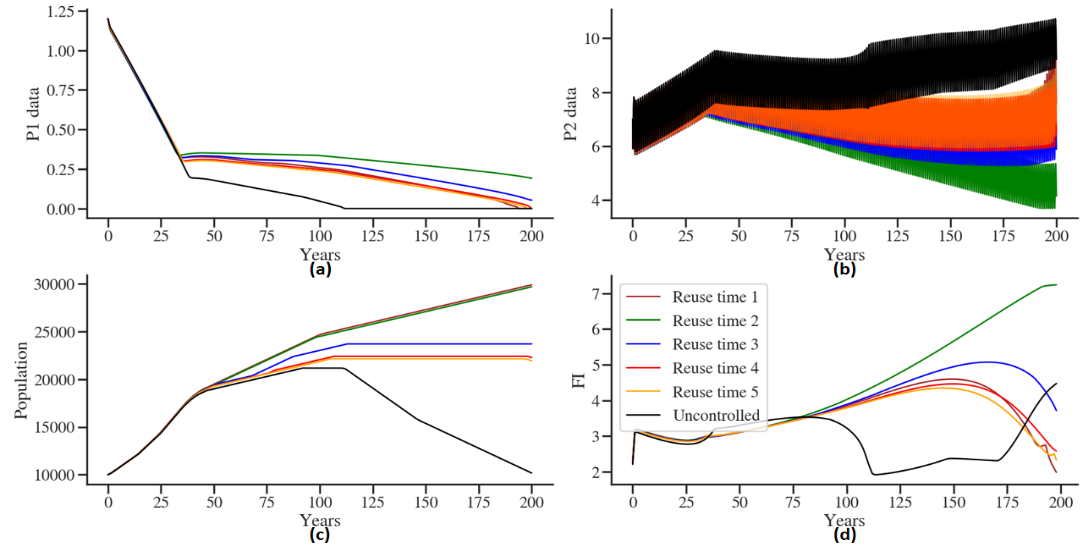 1.25
1.00
0.75
0.50
0.25
0.00
P1 data
0 25 50 75 100 125 150 175 200
Years
(a)
10
8
6
4
P2 data
0 25 50 75 100 125 150 175 200
Years
(b)
30000
25000
20000
15000
10000
Population
0 25 50 75 100 125 150 175 200
Years
(c)
7
6
5
4
3
2
FI
Reuse time 1
Reuse time 2
Reuse time 3
Reuse time 4
Reuse time 5
Uncontrolled
0 25 50 75 100 125 150 175 200
Years
(d)